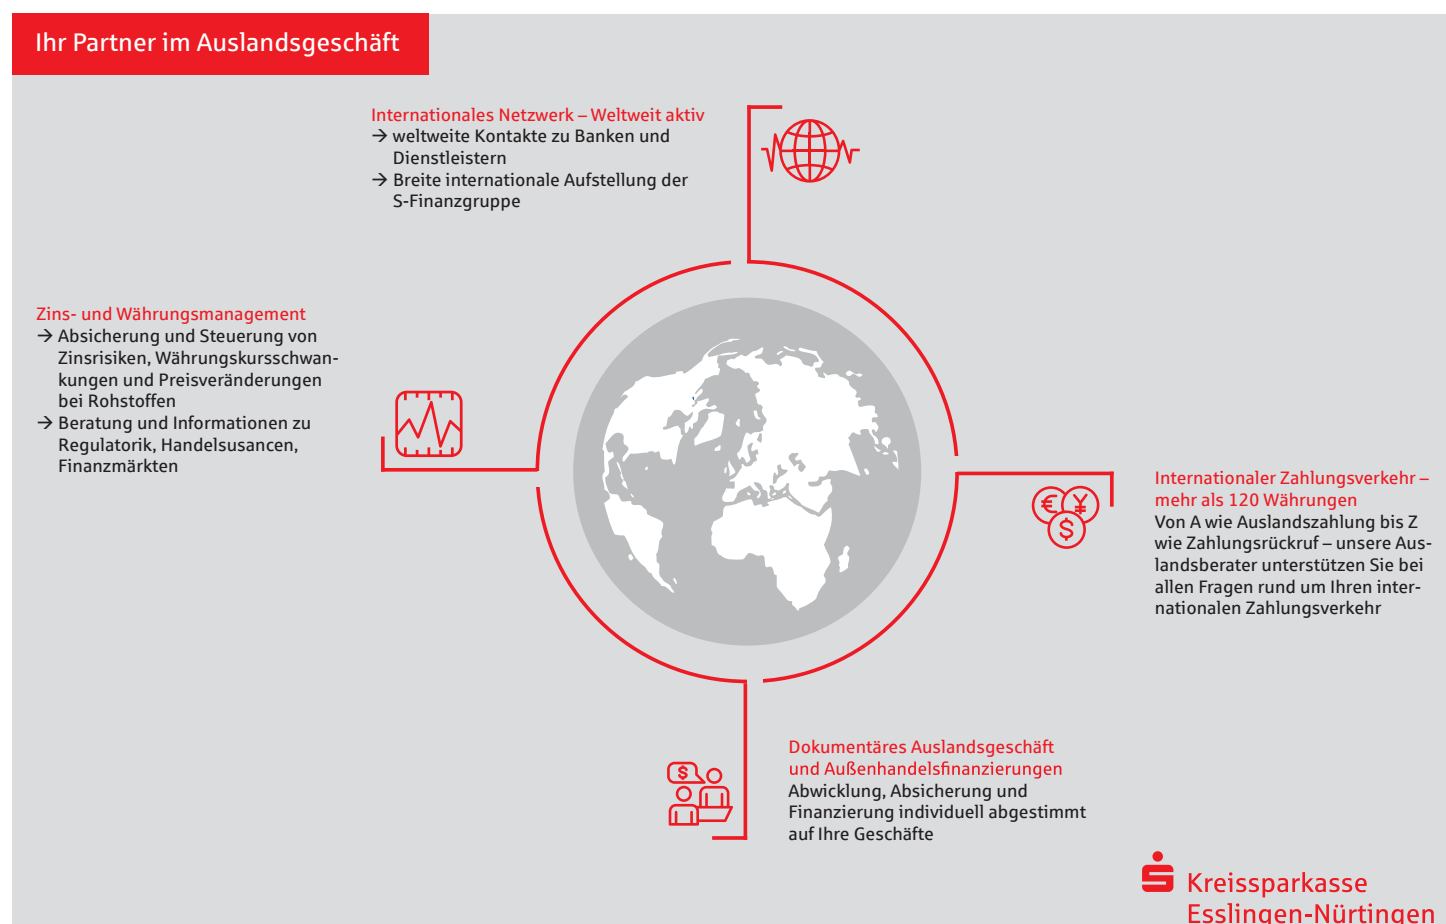 Ihr Partner im Auslandsgeschäft
Internationales Netzwerk – Weltweit aktiv
→ weltweite Kontakte zu Banken und
Dienstleistern
→ Breite internationale Aufstellung der
S-Finanzgruppe
Zins- und Währungsmanagement
→ Absicherung und Steuerung von
Zinsrisiken, Währungskursschwan-
kungen und Preisveränderungen
bei Rohstoffen
→ Beratung und Informationen zu
Regulatorik, Handelsusancen,
Finanzmärkten
€ ¥
$
Internationaler Zahlungsverkehr –
mehr als 120 Währungen
Von A wie Auslandszahlung bis Z
wie Zahlungsrückruf – unsere Aus-
landsberater unterstützen Sie bei
allen Fragen rund um Ihren inter-
nationalen Zahlungsverkehr
$
Dokumentäres Auslandsgeschäft
und Außenhandelsfinanzierungen
Abwicklung, Absicherung und
Finanzierung individuell abgestimmt
auf Ihre Geschäfte
Kreissparkasse
Esslingen-Nürtingen